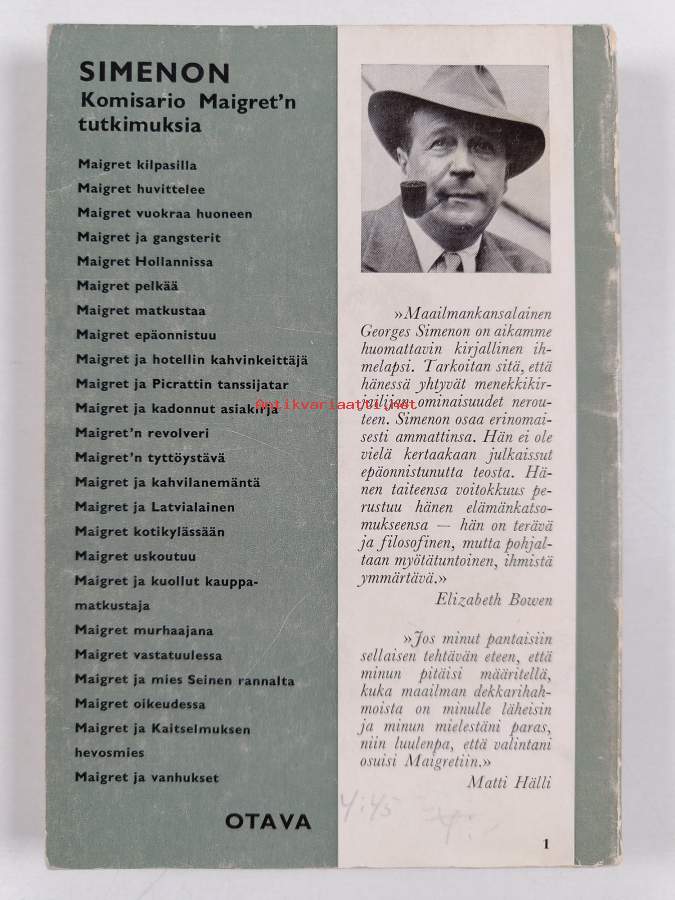 SIMENON
Komisario Maigret'n
tutkimuksia
Maigret kilpasilla
Maigret huvittelee
Maigret vuokraa huoneen
Maigret ja gangsterit
Maigret Hollannissa
Maigret pelkää
Maigret matkustaa
Maigret epäonnistuu
Maigret ja hotellin kahvinkeittäjä
Maigret ja Picrattin tanssijatar
Maigret ja kadonnut asiakirja
Maigret'n revolveri
Maigret'n tyttöystävä
Maigret ja kahvilanemäntä
Maigret ja Latvialainen
Maigret kotikylässään
Maigret uskoutuu
Maigret ja kuollut kauppa-
matkustaja
Maigret murhaajana
Maigret vastatuulessa
Maigret ja mies Seinen rannalta
Maigret oikeudessa
Maigret ja Kaitselmuksen
hevosmies
Maigret ja vanhukset
OTAVA
»Maailmankansalainen
Georges Simenon on aikamme
huomattavin kirjallinen ih-
melapsi. Tarkoitan sitä, että
hänessä yhtyvät menekkikir-
jailijan ominaisuudet nerou-
teen. Simenon osaa erinomai-
sesti ammattinsa. Hän ei ole
vielä kertaakaan julkaissut
epäonnistunutta teosta. Hä-
nen taiteensa voitokkuus pe-
rustuu hänen elämänkatso-
mukseensa — hän on terävä
ja filosofinen, mutta pohjal-
taan myötätuntoinen, ihmistä
ymmärtävä.»
Elizabeth Bowen
»Jos minut pantaisiin
sellaisen tehtävän eteen, että
minun pitäisi määritellä,
kuka maailman dekkarihah-
moista on minulle läheisin
ja minun mielestäni paras,
niin luulenpa, että valintani
osuisi Maigretiin.»
Matti Hälli
4:45
1
Antikvariaatti.net